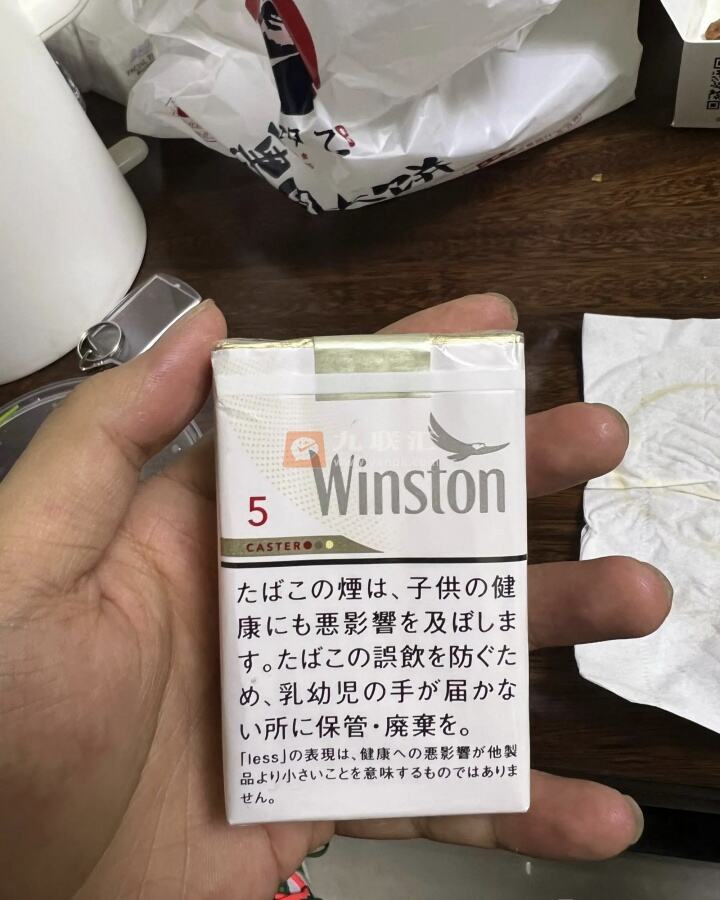 九联汇
Winston
5
CASTER
たばこの煙は、子供の健
康にも悪影響を及ぼしま
す。たばこの誤飲を防ぐた
め、乳幼児の手が届かな
い所に保管・廃棄を。
「less」の表現は、健康への悪影響が他製
品より小さいことを意味するものではありま
せん。